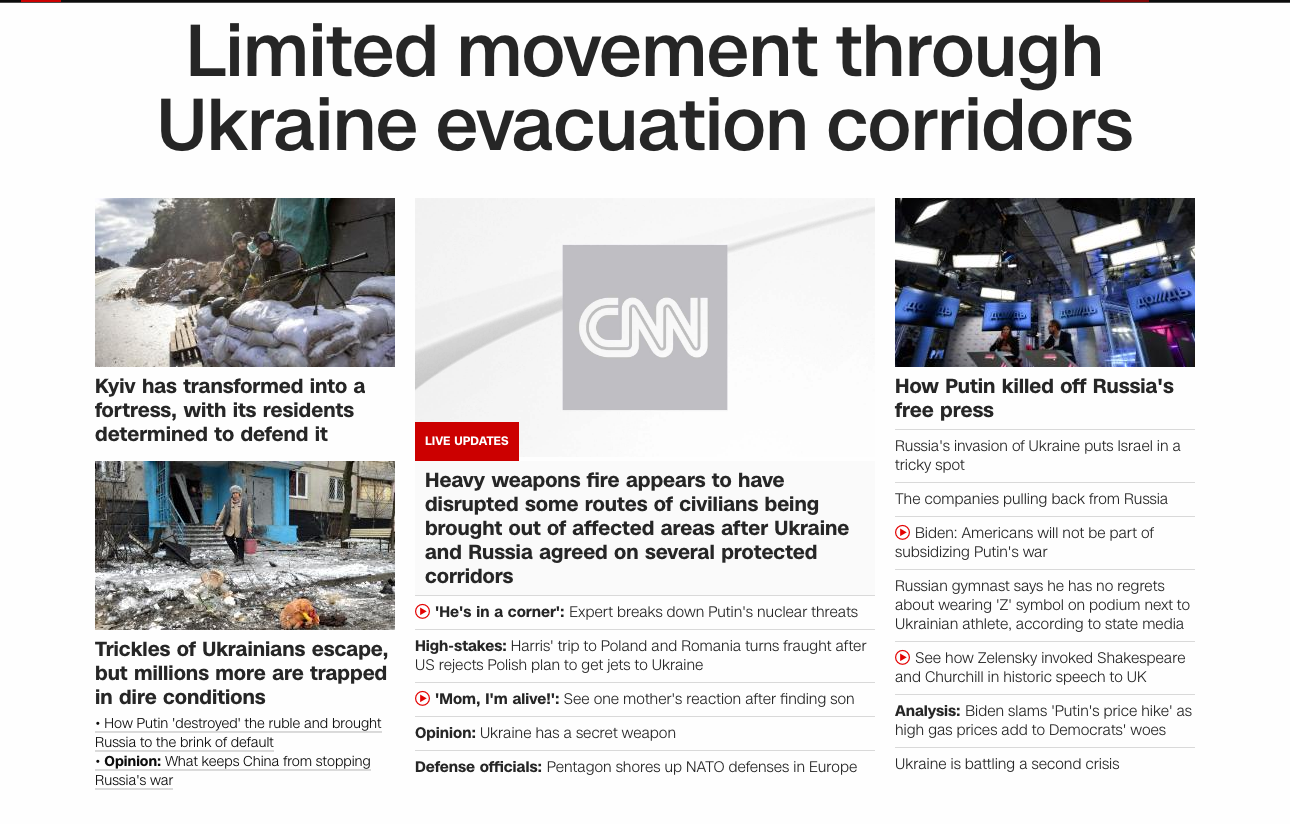 Limited movement through
Ukraine evacuation corridors
Kyiv has transformed into a
fortress, with its residents
determined to defend it
Trickles of Ukrainians escape,
but millions more are trapped
in dire conditions
• How Putin 'destroyed' the ruble and brought
Russia to the brink of default
• Opinion: What keeps China from stopping
Russia's war
CNN
LIVE UPDATES
Heavy weapons fire appears to have
disrupted some routes of civilians being
brought out of affected areas after Ukraine
and Russia agreed on several protected
corridors
'He's in a corner': Expert breaks down Putin's nuclear threats
High-stakes: Harris' trip to Poland and Romania turns fraught after
US rejects Polish plan to get jets to Ukraine
'Mom, I'm alive!': See one mother's reaction after finding son
Opinion: Ukraine has a secret weapon
Defense officials: Pentagon shores up NATO defenses in Europe
ДО///ДЬ
ДО///ДЬ
ДО///ДЬ
ДО///ДЬ
How Putin killed off Russia's
free press
Russia's invasion of Ukraine puts Israel in a
tricky spot
The companies pulling back from Russia
Biden: Americans will not be part of
subsidizing Putin's war
Russian gymnast says he has no regrets
about wearing 'Z' symbol on podium next to
Ukrainian athlete, according to state media
See how Zelensky invoked Shakespeare
and Churchill in historic speech to UK
Analysis: Biden slams 'Putin's price hike' as
high gas prices add to Democrats' woes
Ukraine is battling a second crisis